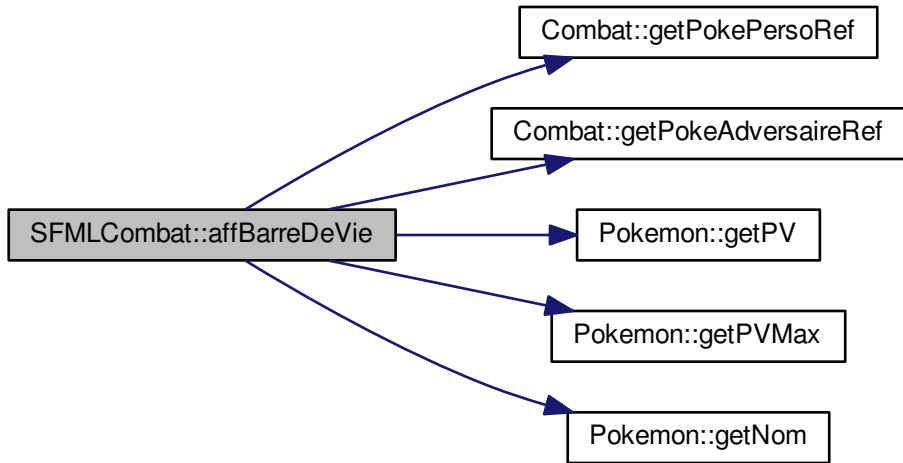 Combat::getPokePersoRef
Combat::getPokeAdversaireRef
SFMLCombat::affBarreDeVie
Pokemon::getPV
Pokemon::getPVMax
Pokemon::getNom